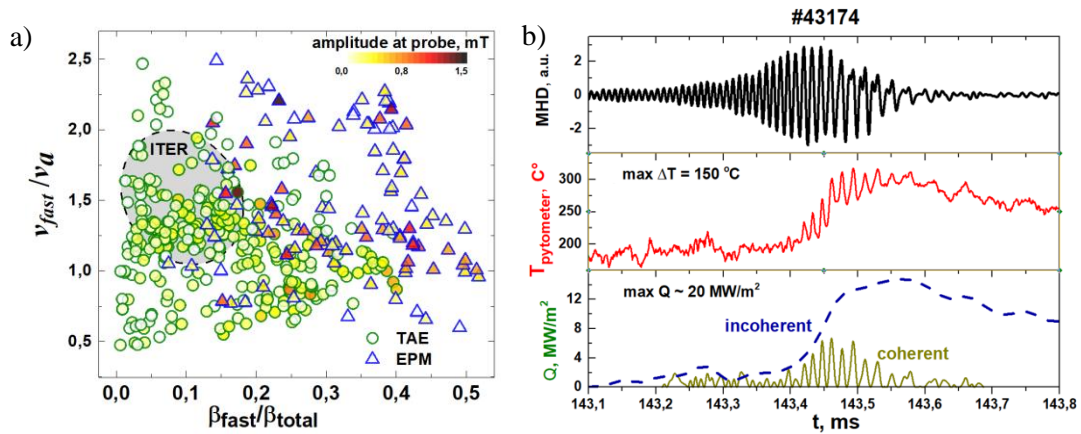 a)
amplitude at probe, mT
0,0 0,8 1,5
ITER
TAE
EPM
2,5
2,0
1,5
1,0
0,5
0,0 0,1 0,2 0,3 0,4 0,5
v_fast/v_a
β_fast/β_total
b)
#43174
MHD, a.u.
2
0
-2
max ΔT = 150 °C
T_pytometer, C°
300
250
200
max Q ~ 20 MW/m²
incoherent
coherent
Q, MW/m²
12
8
4
0
143,1 143,2 143,3 143,4 143,5 143,6 143,7 143,8
t, ms